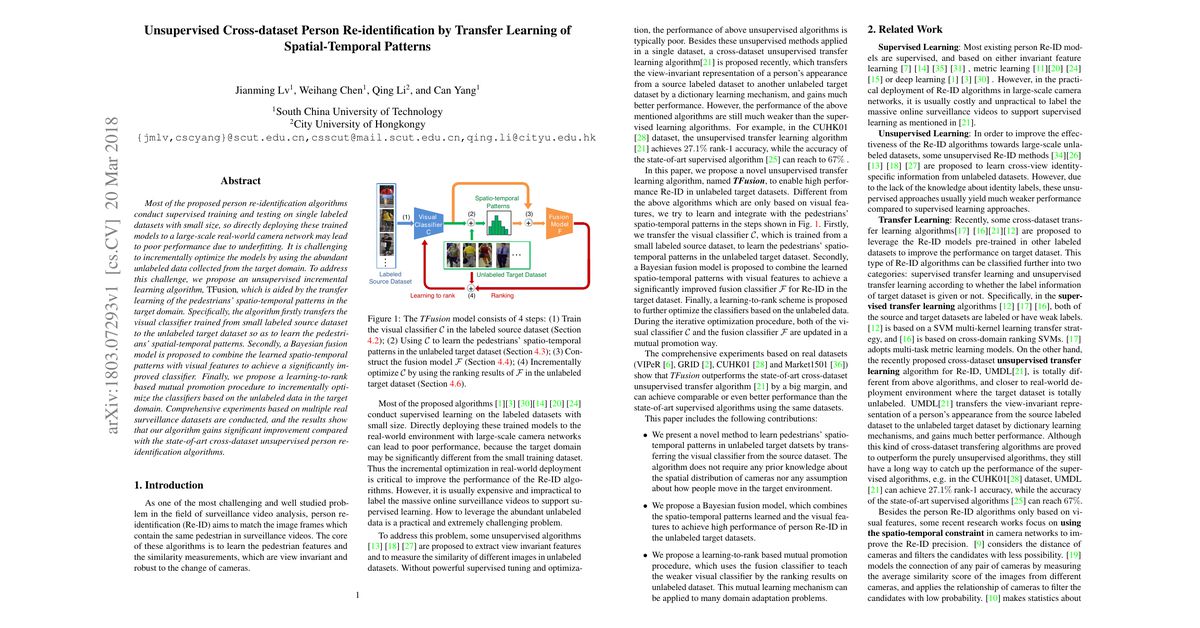 Unsupervised Cross-dataset Person Re-identification by Transfer Learning of
Spatial-Temporal Patterns
Jianming Lv1, Weihang Chen1, Qing Li2, and Can Yang1
1South China University of Technology
2City University of Hongkongy
{jmlv,cscyang}@scut.edu.cn,csscut@mail.scut.edu.cn,qing.li@cityu.edu.hk
arXiv:1803.07293v1 [cs.CV] 20 Mar 2018
Abstract
Most of the proposed person re-identification algorithms
conduct supervised training and testing on single labeled
datasets with small size, so directly deploying these trained
models to a large-scale real-world camera network may lead
to poor performance due to underfitting. It is challenging
to incrementally optimize the models by using the abundant
unlabeled data collected from the target domain. To address
this challenge, we propose an unsupervised incremental
learning algorithm, TFusion, which is aided by the transfer
learning of the pedestrians' spatio-temporal patterns in the
target domain. Specifically, the algorithm firstly transfers the
visual classifier trained from small labeled source dataset to
the unlabeled target dataset so as to learn the pedestri-
ans' spatial-temporal patterns. Secondly, a Bayesian fusion
model is proposed to combine the learned spatio-temporal
patterns with visual features to achieve a significantly im-
proved classifier. Finally, we propose a learning-to-rank
based mutual promotion procedure to incrementally opti-
mize the classifiers based on the unlabeled data in the target
domain. Comprehensive experiments based on multiple real
surveillance datasets are conducted, and the results show
that our algorithm gains significant improvement compared
with the state-of-art cross-dataset unsupervised person re-
identification algorithms.
1. Introduction
As one of the most challenging and well studied prob-
lem in the field of surveillance video analysis, person re-
identification (Re-ID) aims to match the image frames which
contain the same pedestrian in surveillance videos. The core
of these algorithms is to learn the pedestrian features and
the similarity measurements, which are view invariant and
robust to the change of cameras.
(1)
Visual
Classifier
C
(2)
Spatio-temporal
Patterns
(3)
Fusion
Model
F
Labeled
Source Dataset
Unlabeled Target Dataset
Learning to rank
(4)
Ranking
Figure 1: The TFusion model consists of 4 steps: (1) Train
the visual classifier C in the labeled source dataset (Section
4.2); (2) Using C to learn the pedestrians' spatio-temporal
patterns in the unlabeled target dataset (Section 4.3); (3) Con-
struct the fusion model F (Section 4.4); (4) Incrementally
optimize C by using the ranking results of F in the unlabeled
target dataset (Section 4.6).
Most of the proposed algorithms [1][3] [30][14] [20] [24]
conduct supervised learning on the labeled datasets with
small size. Directly deploying these trained models to the
real-world environment with large-scale camera networks
can lead to poor performance, because the target domain
may be significantly different from the small training dataset.
Thus the incremental optimization in real-world deployment
is critical to improve the performance of the Re-ID algo-
rithms. However, it is usually expensive and impractical to
label the massive online surveillance videos to support su-
pervised learning. How to leverage the abundant unlabeled
data is a practical and extremely challenging problem.
To address this problem, some unsupervised algorithms
[13] [18] [27] are proposed to extract view invariant features
and to measure the similarity of different images in unlabeled
datasets. Without powerful supervised tuning and optimiza-
1
tion, the performance of above unsupervised algorithms is
typically poor. Besides these unsupervised methods applied
in a single dataset, a cross-dataset unsupervised transfer
learning algorithm[21] is proposed recently, which transfers
the view-invariant representation of a person's appearance
from a source labeled dataset to another unlabeled target
dataset by a dictionary learning mechanism, and gains much
better performance. However, the performance of the above
mentioned algorithms are still much weaker than the super-
vised learning algorithms. For example, in the CUHK01
[28] dataset, the unsupervised transfer learning algorithm
[21] achieves 27.1% rank-1 accuracy, while the accuracy of
the state-of-art supervised algorithm [25] can reach to 67% .
In this paper, we propose a novel unsupervised transfer
learning algorithm, named TFusion, to enable high perfor-
mance Re-ID in unlabeled target datasets. Different from
the above algorithms which are only based on visual fea-
tures, we try to learn and integrate with the pedestrians'
spatio-temporal patterns in the steps shown in Fig. 1. Firstly,
we transfer the visual classifier C, which is trained from a
small labeled source dataset, to learn the pedestrians' spatio-
temporal patterns in the unlabeled target dataset. Secondly,
a Bayesian fusion model is proposed to combine the learned
spatio-temporal patterns with visual features to achieve a
significantly improved fusion classifier F for Re-ID in the
target dataset. Finally, a learning-to-rank scheme is proposed
to further optimize the classifiers based on the unlabeled data.
During the iterative optimization procedure, both of the
visual classifier C and the fusion classifier F are updated in a
mutual promotion way.
The comprehensive experiments based on real datasets
(VIPeR [6], GRID [2], CUHK01 [28] and Market1501 [36])
show that TFusion outperforms the state-of-art cross-dataset
unsupervised transfer algorithm [21] by a big margin, and
can achieve comparable or even better performance than the
state-of-art supervised algorithms using the same datasets.
This paper includes the following contributions:
• We present a novel method to learn pedestrians' spatio-
temporal patterns in unlabeled target datsets by trans-
ferring the visual classifier from the source dataset. The
algorithm does not require any prior knowledge about
the spatial distribution of cameras nor any assumption
about how people move in the target environment.
• We propose a Bayesian fusion model, which combines
the spatio-temporal patterns learned and the visual fea-
tures to achieve high performance of person Re-ID in
the unlabeled target datasets.
• We propose a learning-to-rank based mutual promotion
procedure, which uses the fusion classifier to teach
the weaker visual classifier by the ranking results on
unlabeled dataset. This mutual learning mechanism can
be applied to many domain adaptation problems.
2. Related Work
Supervised Learning: Most existing person Re-ID mod-
els are supervised, and based on either invariant feature
learning [7] [14] [35] [31] , metric learning [11][20] [24]
[15] or deep learning [1] [3] [30] . However, in the practi-
cal deployment of Re-ID algorithms in large-scale camera
networks, it is usually costly and unpractical to label the
massive online surveillance videos to support supervised
learning as mentioned in [21].
Unsupervised Learning: In order to improve the effec-
tiveness of the Re-ID algorithms towards large-scale unla-
beled datasets, some unsupervised Re-ID methods [34][26]
[13] [18] [27] are proposed to learn cross-view identity-
specific information from unlabeled datasets. However, due
to the lack of the knowledge about identity labels, these unsu-
pervised approaches usually yield much weaker performance
compared to supervised learning approaches.
Transfer Learning: Recently, some cross-dataset trans-
fer learning algorithms[17] [16][21][12] are proposed to
leverage the Re-ID models pre-trained in other labeled
datasets to improve the performance on target dataset. This
type of Re-ID algorithms can be classified further into two
categories: supervised transfer learning and unsupervised
transfer learning according to whether the label information
of target dataset is given or not. Specifically, in the super-
vised transfer learning algorithms [12] [17] [16], both of
the source and target datasets are labeled or have weak labels.
[12] is based on a SVM multi-kernel learning transfer strat-
egy, and [16] is based on cross-domain ranking SVMs. [17]
adopts multi-task metric learning models. On the other hand,
the recently proposed cross-dataset unsupervised transfer
learning algorithm for Re-ID, UMDL[21], is totally dif-
ferent from above algorithms, and closer to real-world de-
ployment environment where the target dataset is totally
unlabeled. UMDL[21] transfers the view-invariant repre-
sentation of a person's appearance from the source labeled
dataset to the unlabeled target dataset by dictionary learning
mechanisms, and gains much better performance. Although
this kind of cross-dataset transfering algorithms are proved
to outperform the purely unsupervised algorithms, they still
have a long way to catch up the performance of the super-
vised algorithms, e.g. in the CUHK01[28] dataset, UMDL
[21] can achieve 27.1% rank-1 accuracy, while the accuracy
of the state-of-art supervised algorithms [25] can reach 67%.
Besides the person Re-ID algorithms only based on vi-
sual features, some recent research works focus on using
the spatio-temporal constraint in camera networks to im-
prove the Re-ID precision. [9] considers the distance of
cameras and filters the candidates with less possibility. [19]
models the connection of any pair of cameras by measuring
the average similarity score of the images from different
cameras, and applies the relationship of cameras to filter the
candidates with low probability. [10] makes statistics about